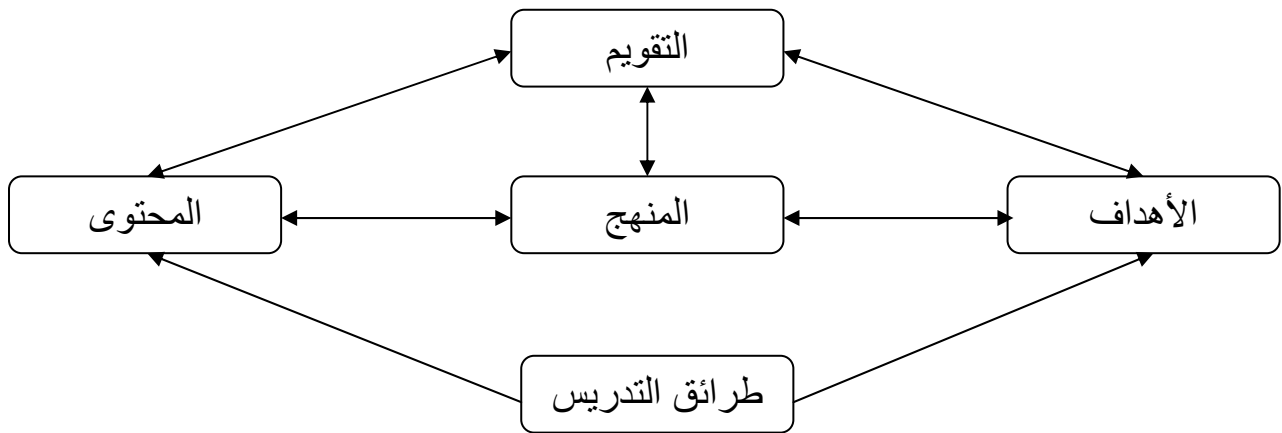 التقويم
الأهداف
المنهج
المحتوى
طرائق التدريس